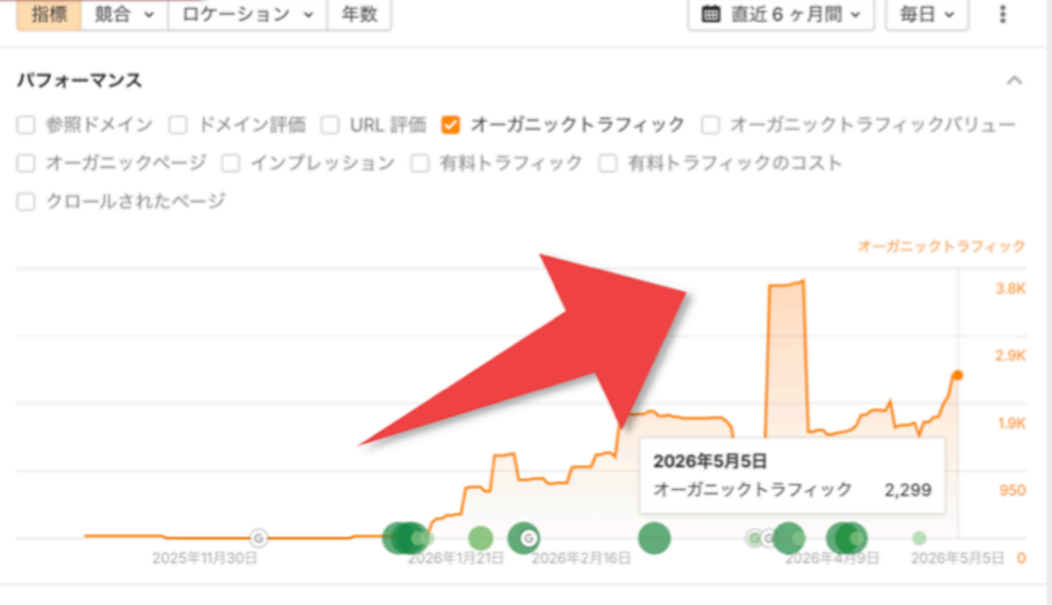 指標 競合 ロケーション 年数 直近6ヶ月間 毎日
パフォーマンス
参照ドメイン ドメイン評価 URL 評価 オーガニックトラフィック オーガニックトラフィックバリュー
オーガニックページ インプレッション 有料トラフィック 有料トラフィックのコスト
クロールされたページ
オーガニックトラフィック
3.8K
2.9K
1.9K
2026年5月5日
オーガニックトラフィック 2,299
950
G G G G
2025年11月30日 2026年1月21日 2026年2月16日 2026年4月9日 2026年5月5日 0